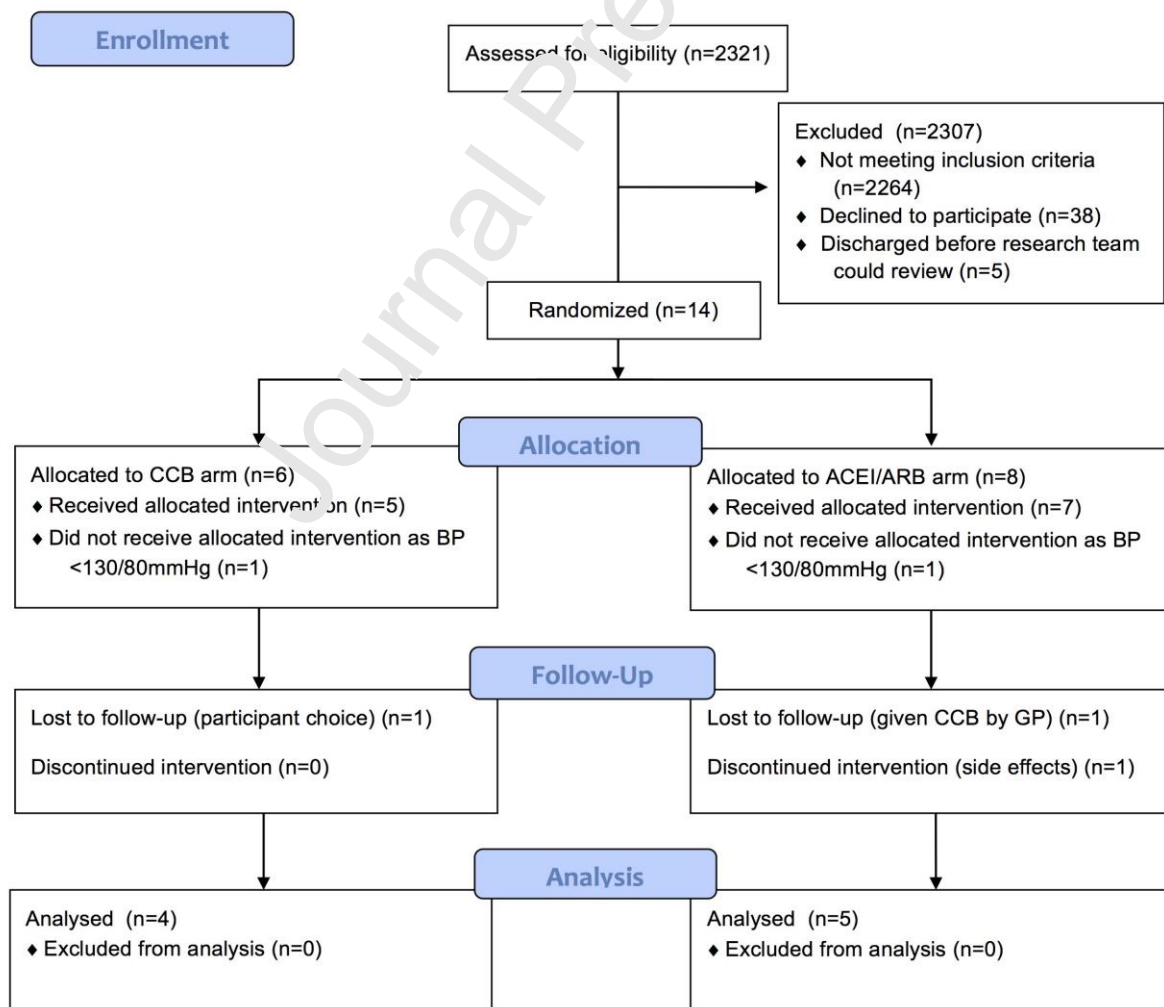 Enrollment
Assessed for eligibility (n=2321)
Excluded (n=2307)
♦ Not meeting inclusion criteria
(n=2264)
♦ Declined to participate (n=38)
♦ Discharged before research team
could review (n=5)
Randomized (n=14)
Allocation
Allocated to CCB arm (n=6)
♦ Received allocated intervention (n=5)
♦ Did not receive allocated intervention as BP
<130/80mmHg (n=1)
Allocated to ACEI/ARB arm (n=8)
♦ Received allocated intervention (n=7)
♦ Did not receive allocated intervention as BP
<130/80mmHg (n=1)
Follow-Up
Lost to follow-up (participant choice) (n=1)
Discontinued intervention (n=0)
Lost to follow-up (given CCB by GP) (n=1)
Discontinued intervention (side effects) (n=1)
Analysis
Analysed (n=4)
♦ Excluded from analysis (n=0)
Analysed (n=5)
♦ Excluded from analysis (n=0)
Journal Pre